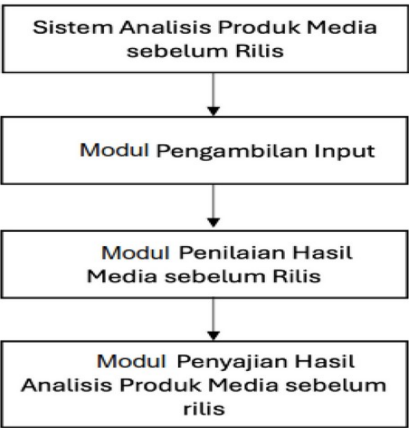 Sistem Analisis Produk Media
sebelum Rilis
Modul Pengambilan Input
Modul Penilaian Hasil
Media sebelum Rilis
Modul Penyajian Hasil
Analisis Produk Media sebelum
rilis